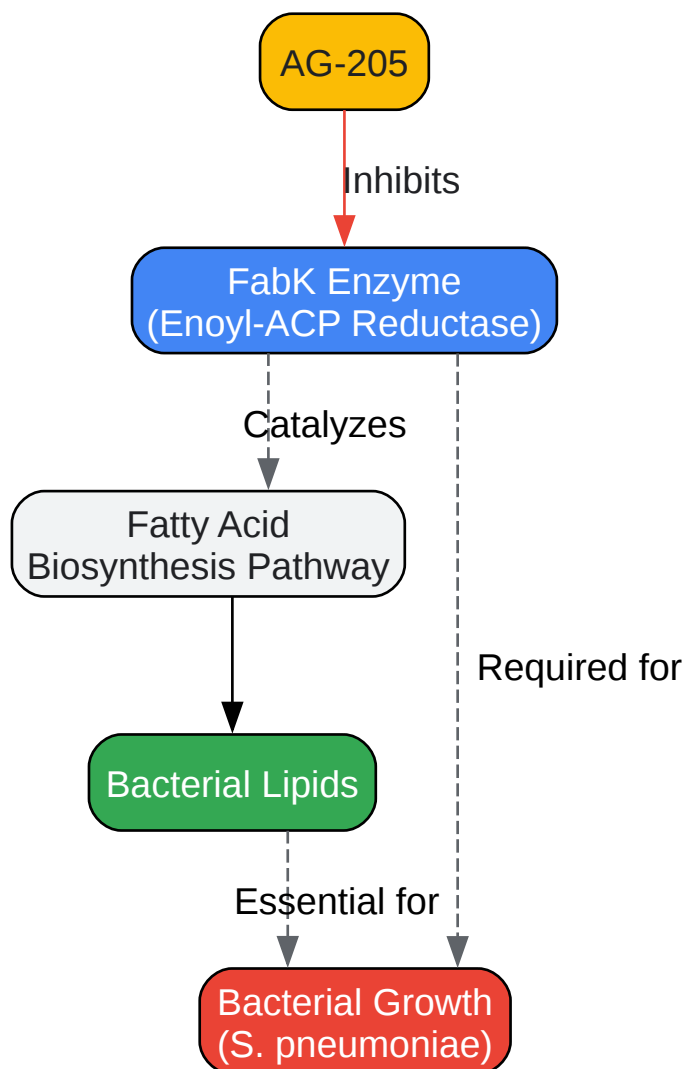 AG-205
Inhibits
FabK Enzyme
(Enoyl-ACP Reductase)
Catalyzes
Fatty Acid
Biosynthesis Pathway
Required for
Bacterial Lipids
Essential for
Bacterial Growth
(S. pneumoniae)